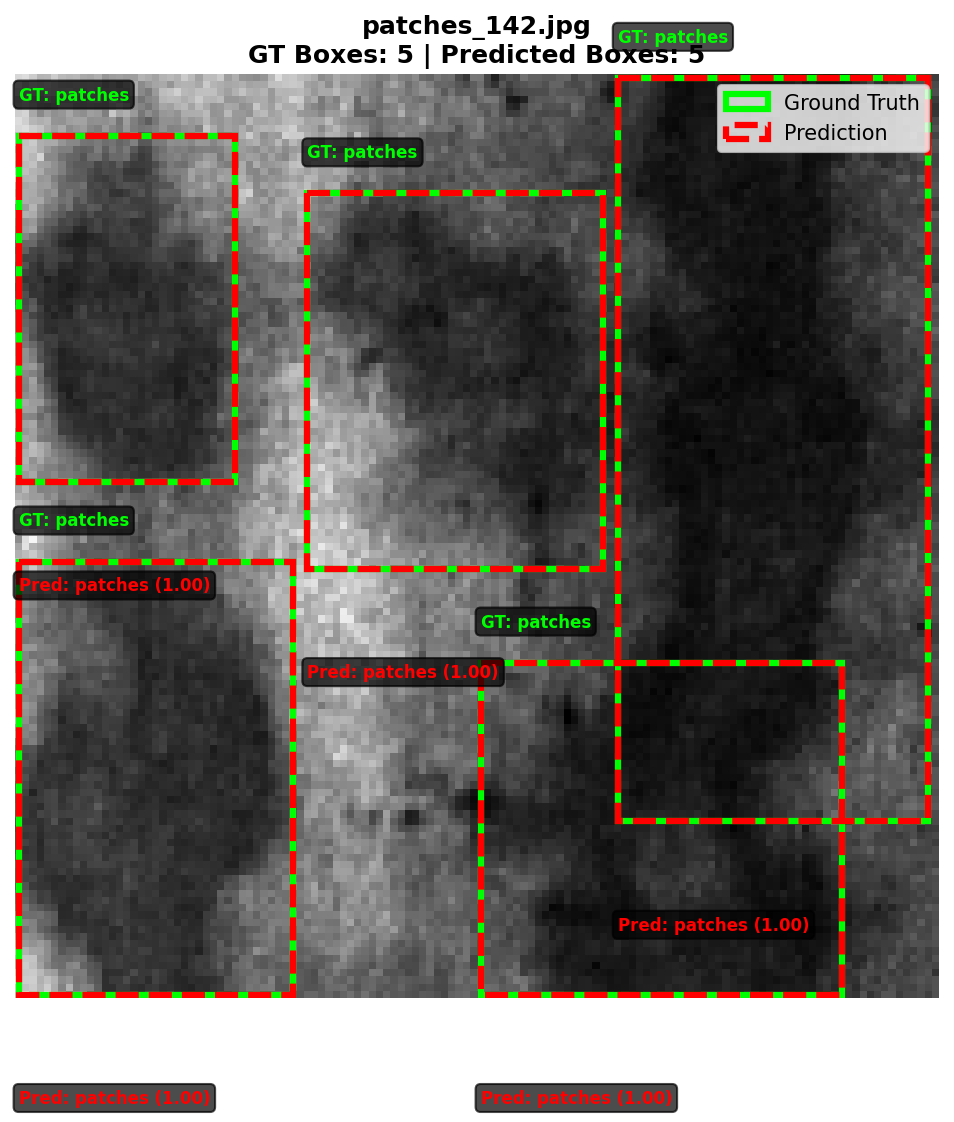 patches_142.jpg
GT Boxes: 5 | Predicted Boxes: 5
GT: patches
Ground Truth
Prediction
GT: patches
GT: patches
GT: patches
Pred: patches (1.00)
GT: patches
Pred: patches (1.00)
Pred: patches (1.00)
Pred: patches (1.00)
Pred: patches (1.00)